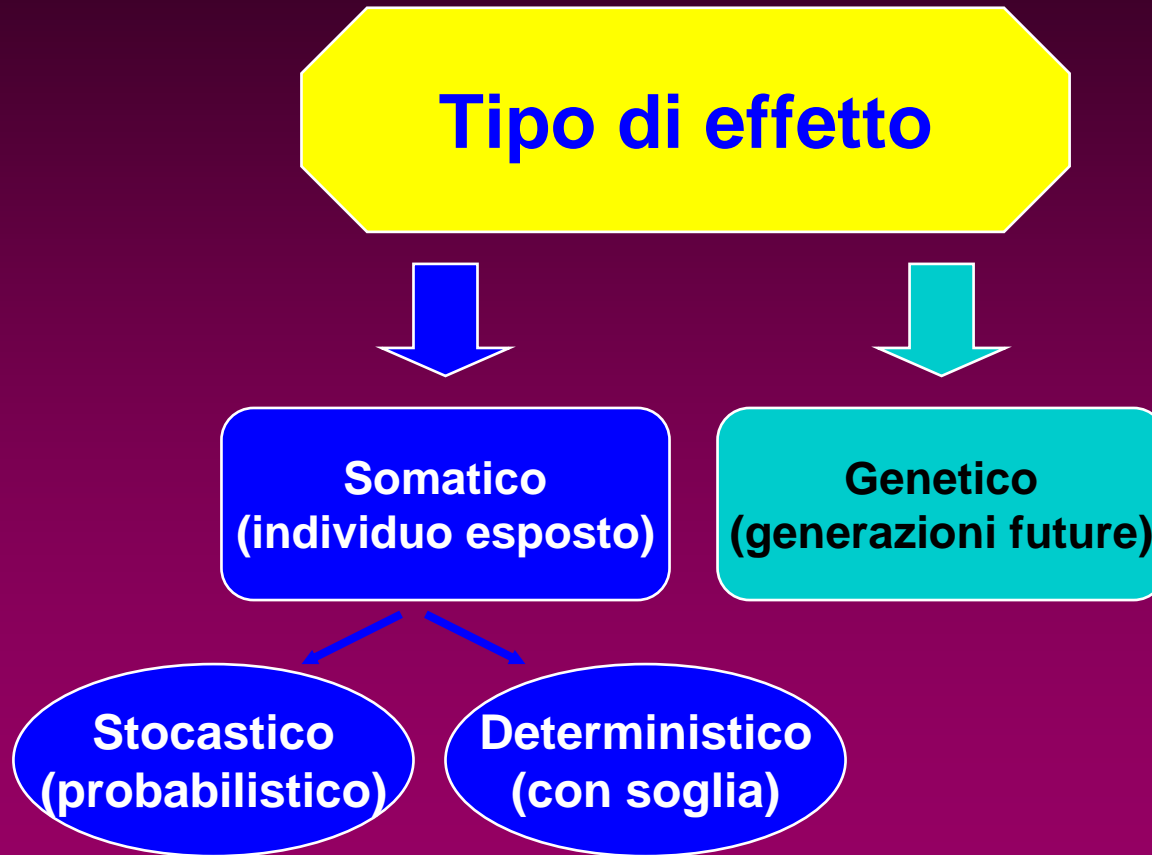 Tipo di effetto
Somatico
(individuo esposto)
Genetico
(generazioni future)
Stocastico
(probabilistico)
Deterministico
(con soglia)